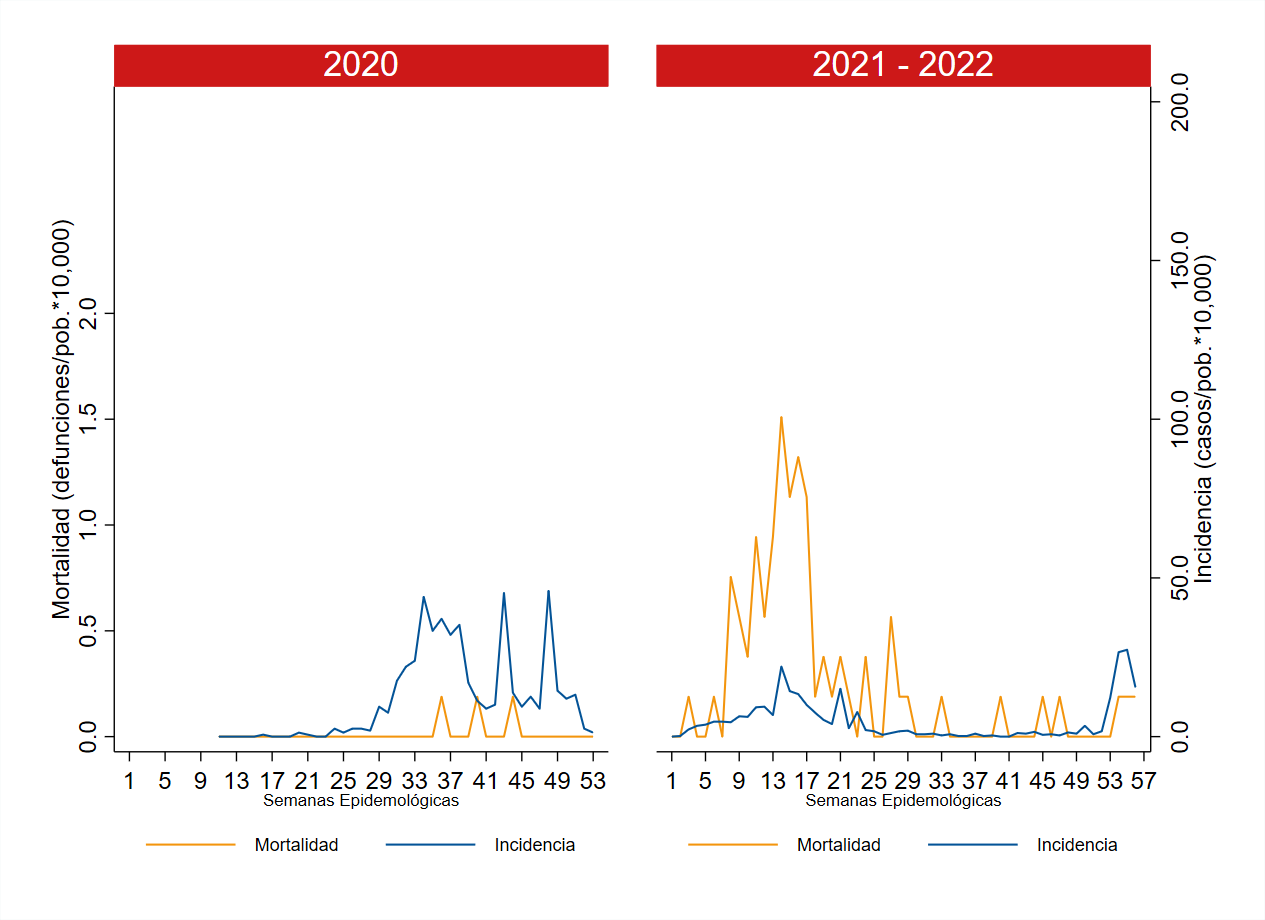 2020
2021 - 2022
Mortalidad (defunciones/pob.*10,000)
0.0 0.5 1.0 1.5 2.0
1 5 9 13 17 21 25 29 33 37 41 45 49 53
Semanas Epidemológicas
Mortalidad Incidencia
1 5 9 13 17 21 25 29 33 37 41 45 49 53 57
Semanas Epidemológicas
Mortalidad Incidencia
0.0 50.0 100.0 150.0 200.0
Incidencia (casos/pob.*10,000)